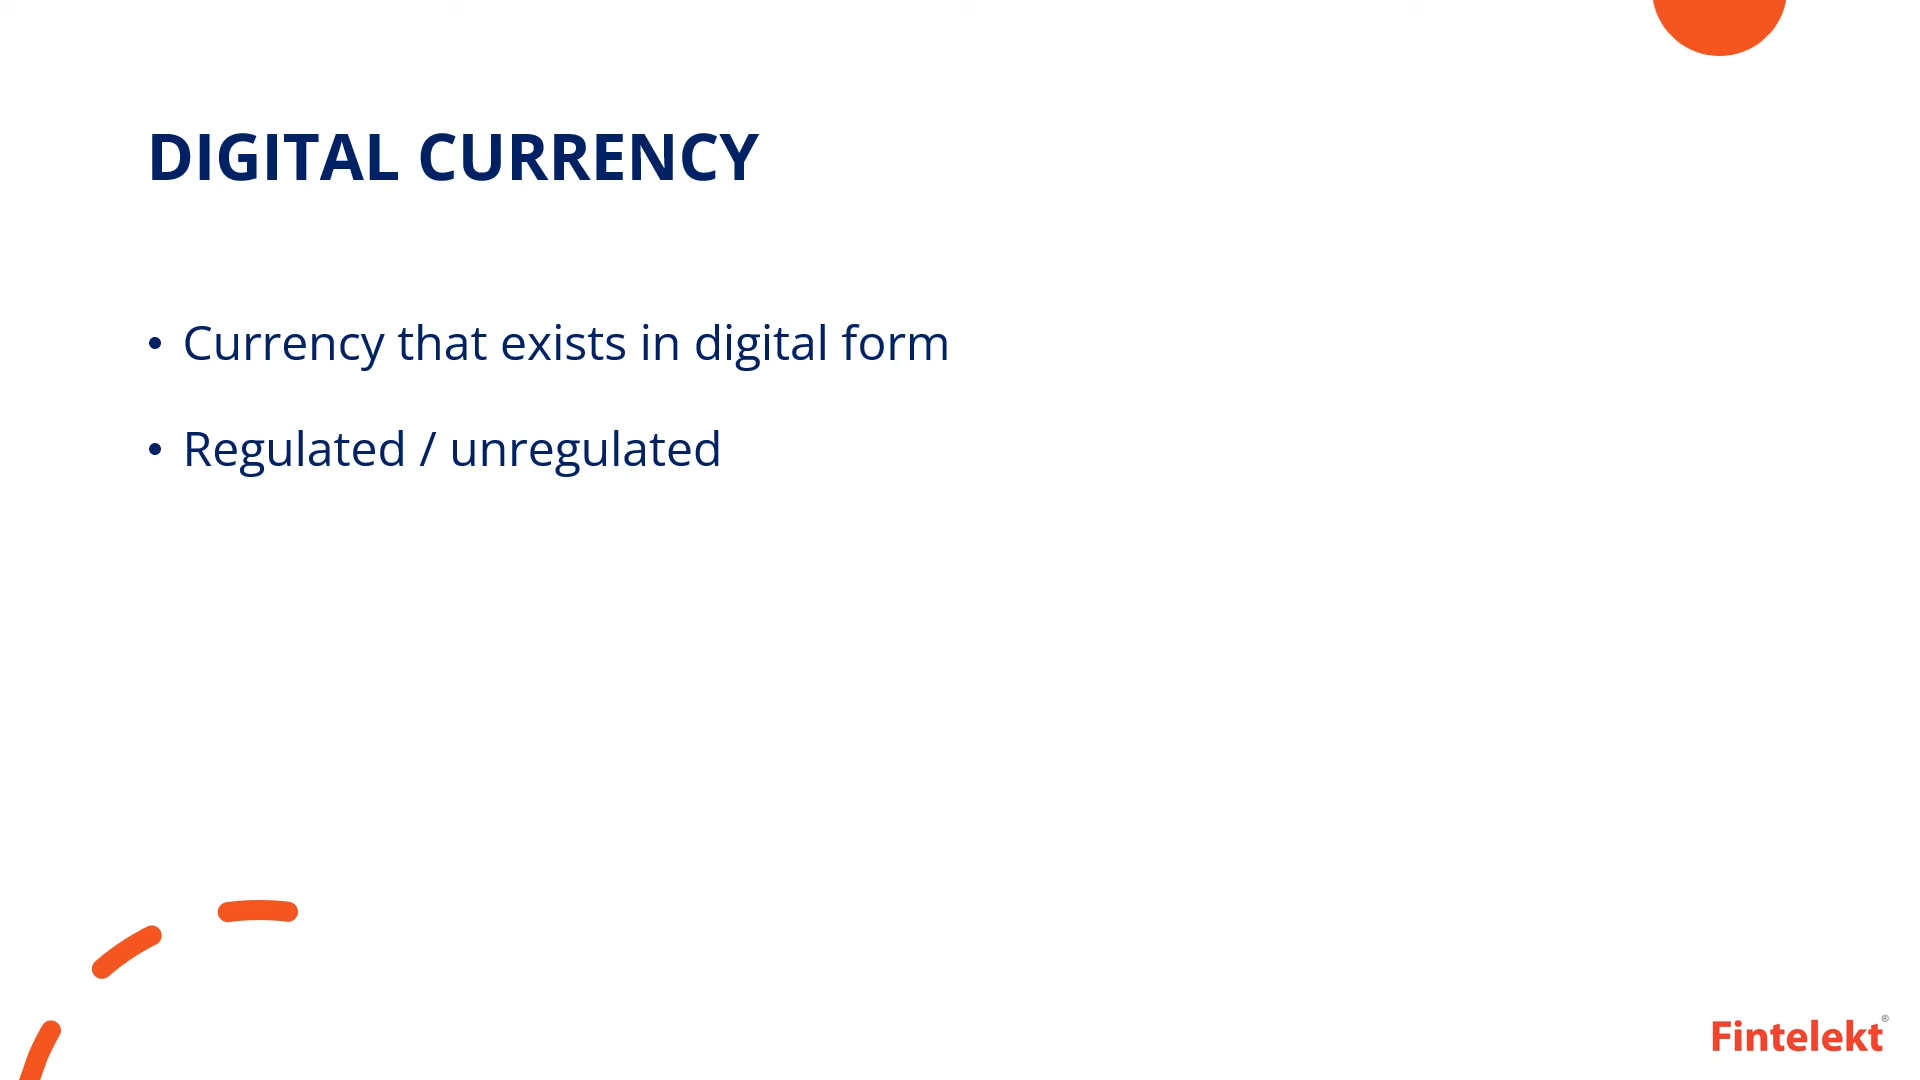 DIGITAL CURRENCY
• Currency that exists in digital form
• Regulated / unregulated
Fintelekt®